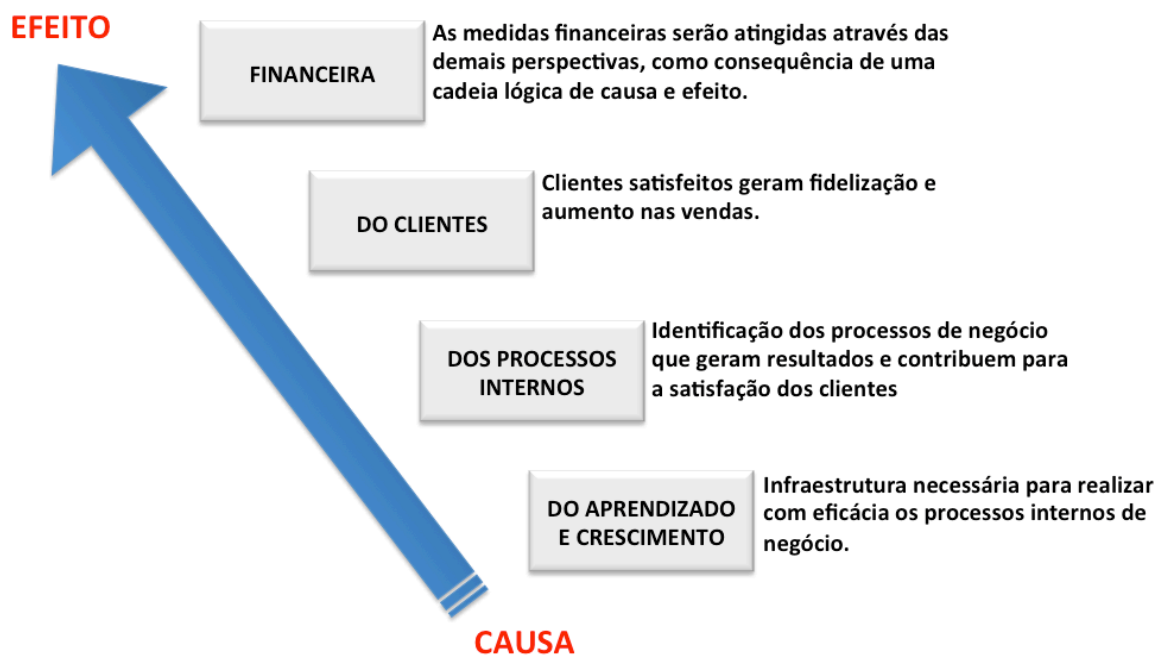 EFEITO
FINANCEIRA
As medidas financeiras serão atingidas através das
demais perspectivas, como consequência de uma
cadeia lógica de causa e efeito.
DO CLIENTES
Clientes satisfeitos geram fidelização e
aumento nas vendas.
DOS PROCESSOS
INTERNOS
Identificação dos processos de negócio
que geram resultados e contribuem para
a satisfação dos clientes
DO APRENDIZADO
E CRESCIMENTO
Infraestrutura necessária para realizar
com eficácia os processos internos de
negócio.
CAUSA